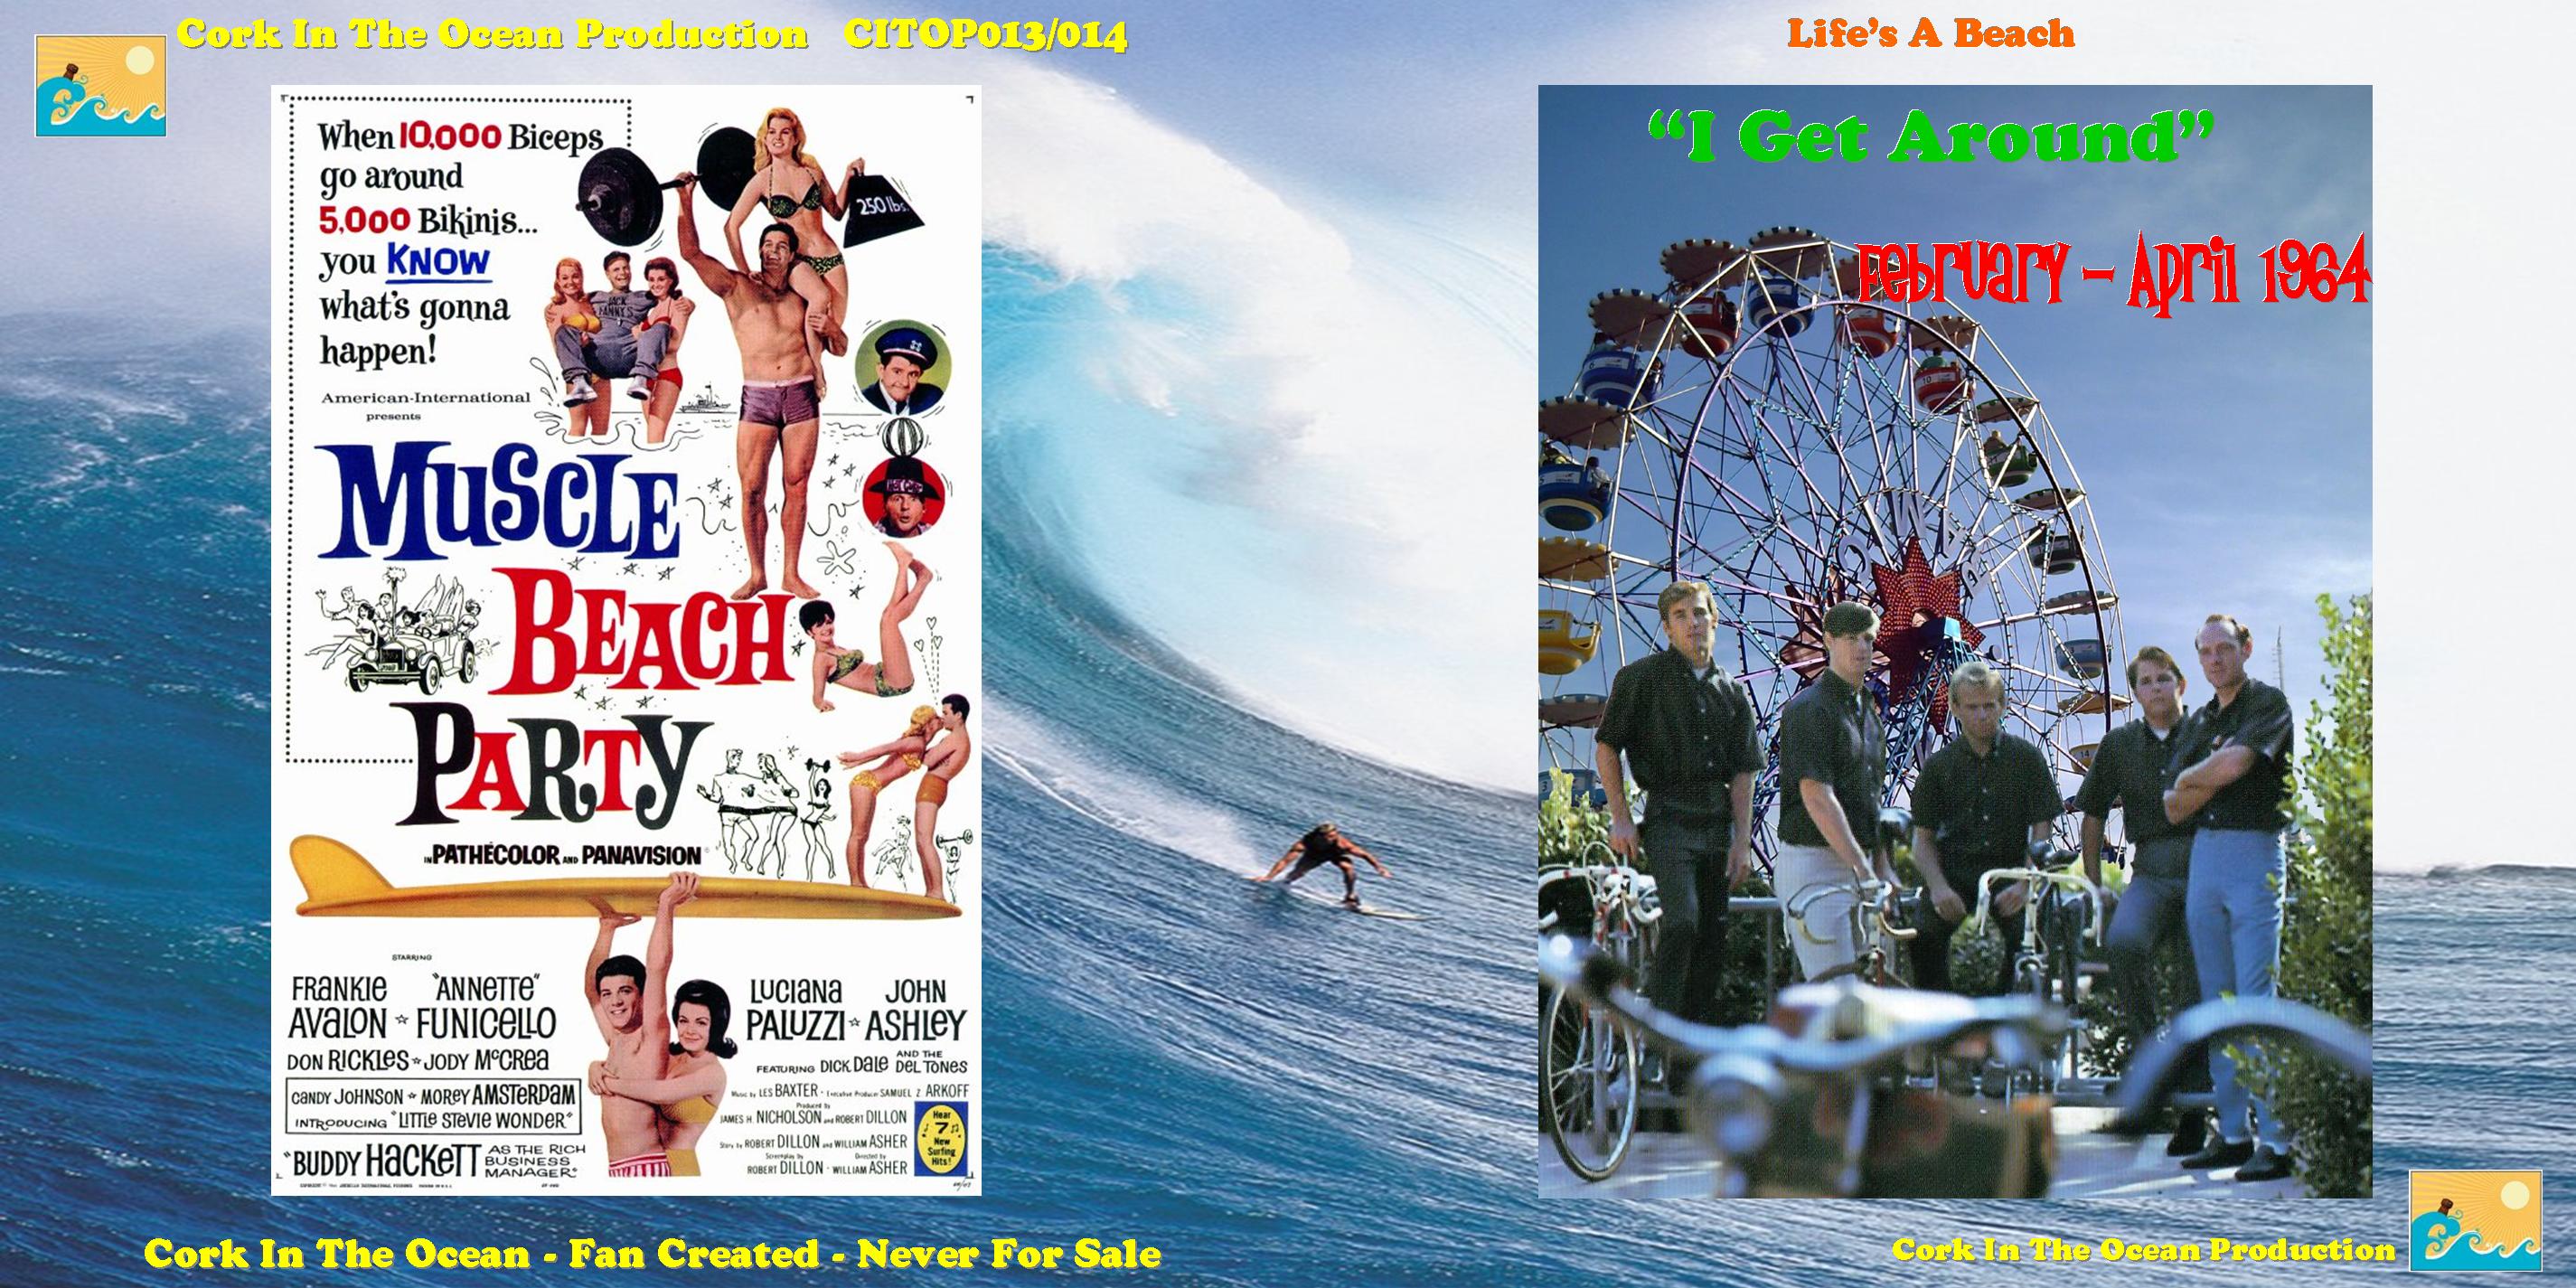 Cork In The Ocean Production CITOP013/014
Life's A Beach
When 10,000 Biceps
go around
5,000 Bikinis...
you KNOW
what's gonna
happen!
250 lbs.
JACK
FANNY'S
American-International
presents
MUSCLE
BEACH
PARTY
IN PATHÉCOLOR AND PANAVISION
STARRING
FRANKIE AVALON ★ "ANNETTE" FUNICELLO
LUCIANA PALUZZI ★ JOHN ASHLEY
DON RICKLES ★ JODY McCREA
FEATURING DICK DALE AND THE DEL TONES
CANDY JOHNSON ★ MOREY AMSTERDAM
INTRODUCING "LITTLE STEVIE WONDER"
"BUDDY HACKETT AS THE RICH BUSINESS MANAGER"
Music by LES BAXTER · Executive Producer SAMUEL Z. ARKOFF
Produced by
JAMES H. NICHOLSON and ROBERT DILLON
Story by ROBERT DILLON and WILLIAM ASHER
Screenplay by ROBERT DILLON · Directed by WILLIAM ASHER
Hear
7
New
Surfing
Hits!
"I Get Around"
February – April 1964
Cork In The Ocean - Fan Created - Never For Sale
Cork In The Ocean Production